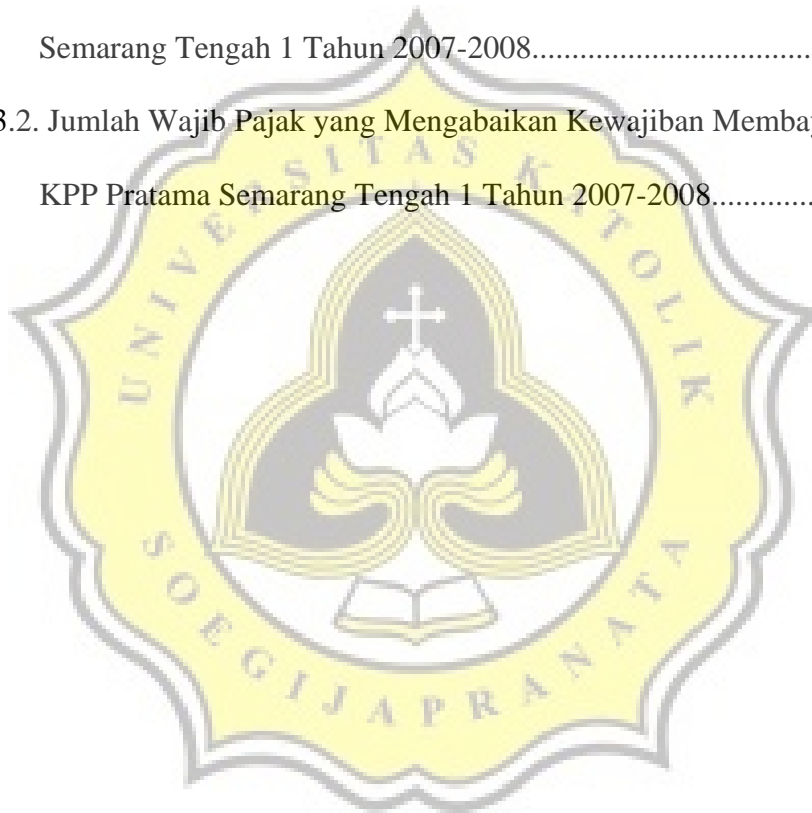 Semarang Tengah 1 Tahun 2007-2008..................................
3.2. Jumlah Wajib Pajak yang Mengabaikan Kewajiban Membay
KPP Pratama Semarang Tengah 1 Tahun 2007-2008.............
UNIVERSITAS KATOLIK
SOEGIJAPRANATA